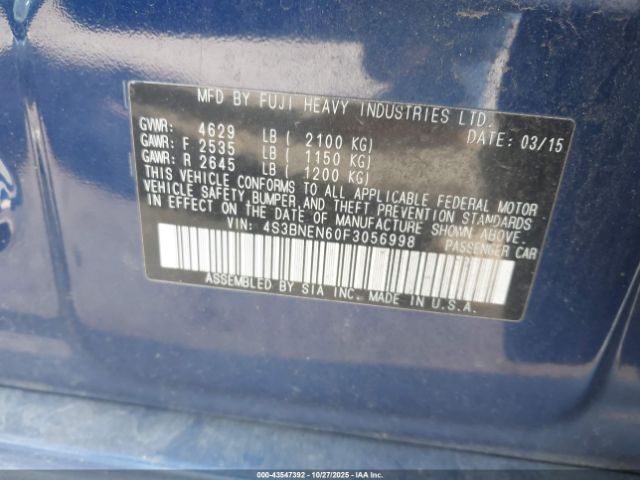 MFD BY FUJI HEAVY INDUSTRIES LTD.
DATE: 03/15
GVWR: 4629 LB ( 2100 KG)
GAWR: F 2535 LB ( 1150 KG)
GAWR: R 2645 LB ( 1200 KG)
THIS VEHICLE CONFORMS TO ALL APPLICABLE FEDERAL MOTOR
VEHICLE SAFETY, BUMPER, AND THEFT PREVENTION STANDARDS
IN EFFECT ON THE DATE OF MANUFACTURE SHOWN ABOVE.
VIN: 4S3BNEN60F3056998
PASSENGER CAR
ASSEMBLED BY SIA INC. MADE IN U.S.A.
00-43547392 | 10/27/2025 | IAAI.COM